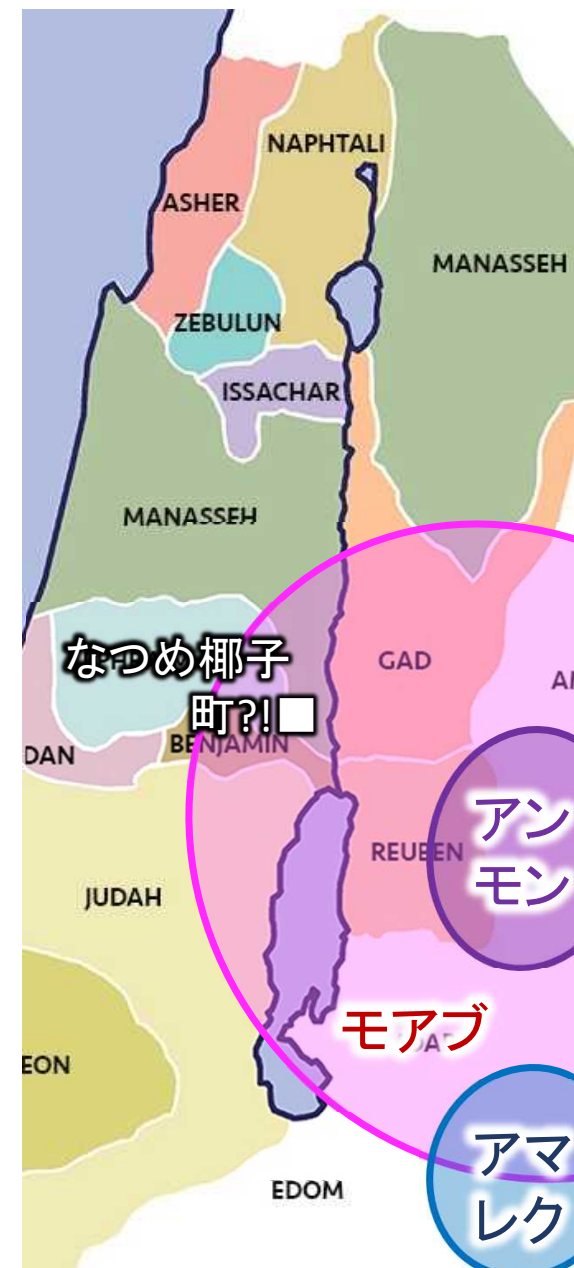 NAPHTALI
ASHER
MANASSEH
ZEBULUN
ISSACHAR
MANASSEH
なつめ椰子
町?!■
GAD
DAN
BENJAMIN
アン
モン
REUBEN
JUDAH
モアブ
EON
アマ
レク
EDOM